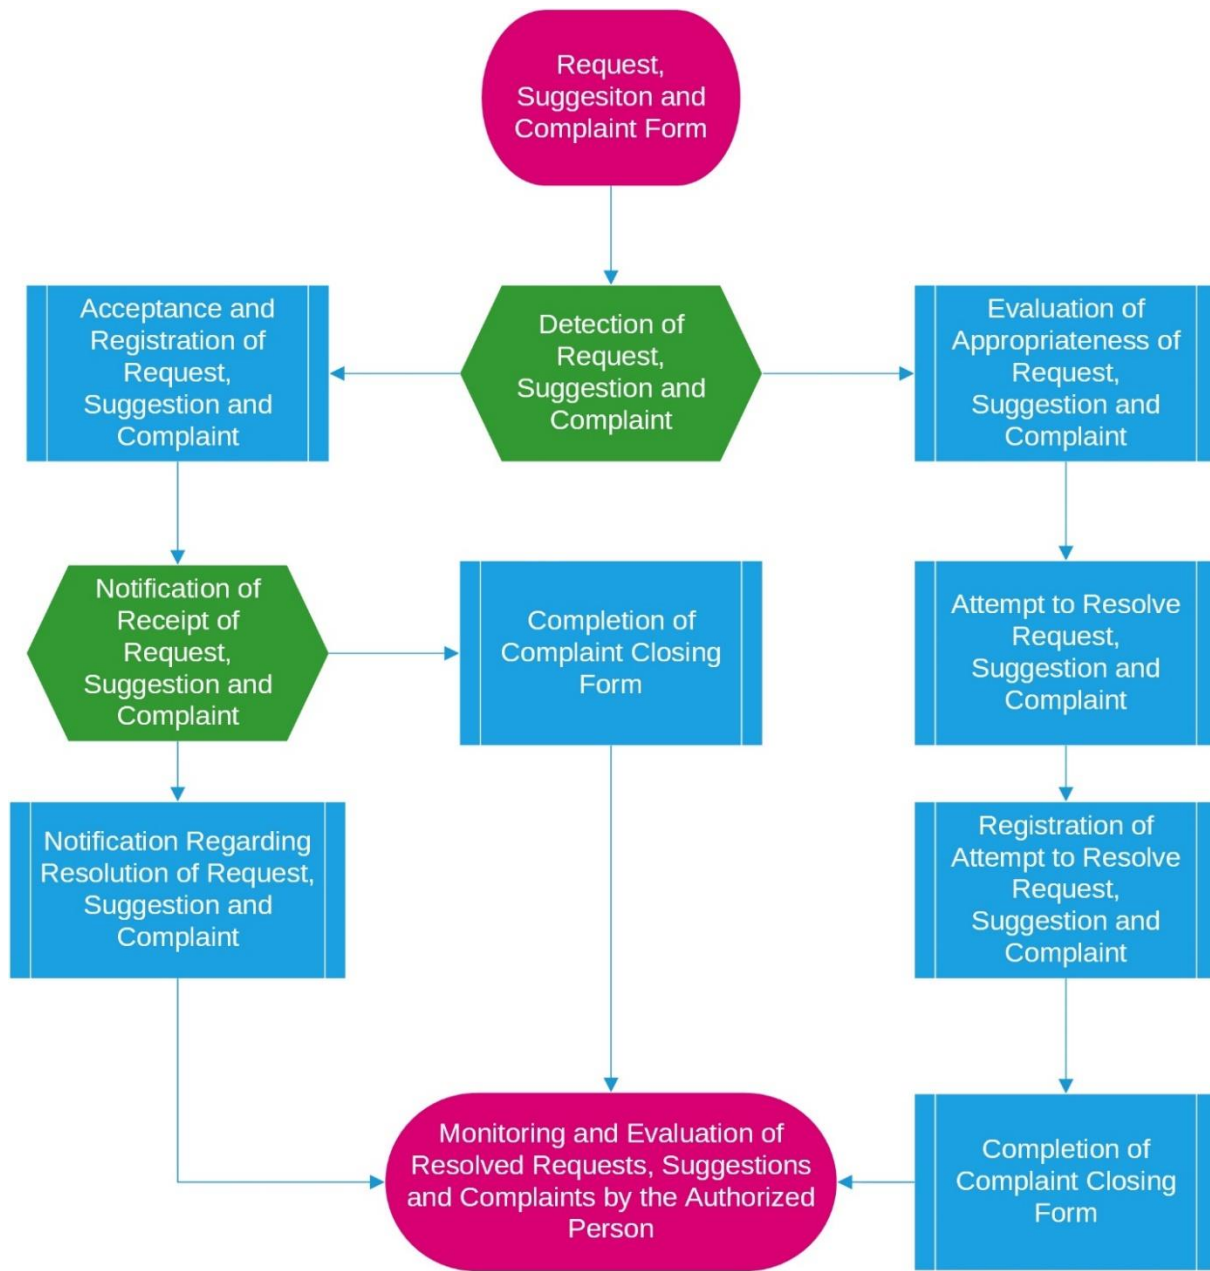 Request,
Suggesiton and
Complaint Form
Acceptance and
Registration of
Request,
Suggestion and
Complaint
Detection of
Request,
Suggestion and
Complaint
Evaluation of
Appropriateness of
Request,
Suggestion and
Complaint
Notification of
Receipt of
Request,
Suggestion and
Complaint
Completion of
Complaint Closing
Form
Attempt to Resolve
Request,
Suggestion and
Complaint
Notification Regarding
Resolution of Request,
Suggestion and
Complaint
Registration of
Attempt to Resolve
Request,
Suggestion and
Complaint
Monitoring and Evaluation of
Resolved Requests, Suggestions
and Complaints by the Authorized
Person
Completion of
Complaint Closing
Form